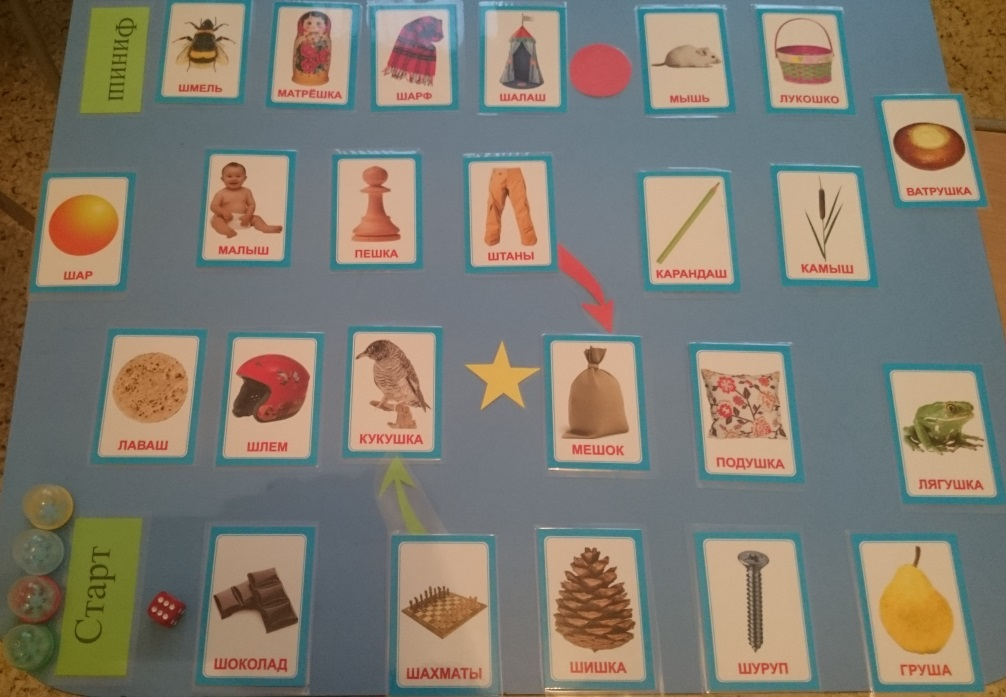 Финиш
ШМЕЛЬ
МАТРЁШКА
ШАРФ
ШАЛАШ
МЫШЬ
ЛУКОШКО
ВАТРУШКА
ШАР
МАЛЫШ
ПЕШКА
ШТАНЫ
КАРАНДАШ
КАМЫШ
ЛАВАШ
ШЛЕМ
КУКУШКА
МЕШОК
ПОДУШКА
ЛЯГУШКА
Старт
ШОКОЛАД
ШАХМАТЫ
ШИШКА
ШУРУП
ГРУША